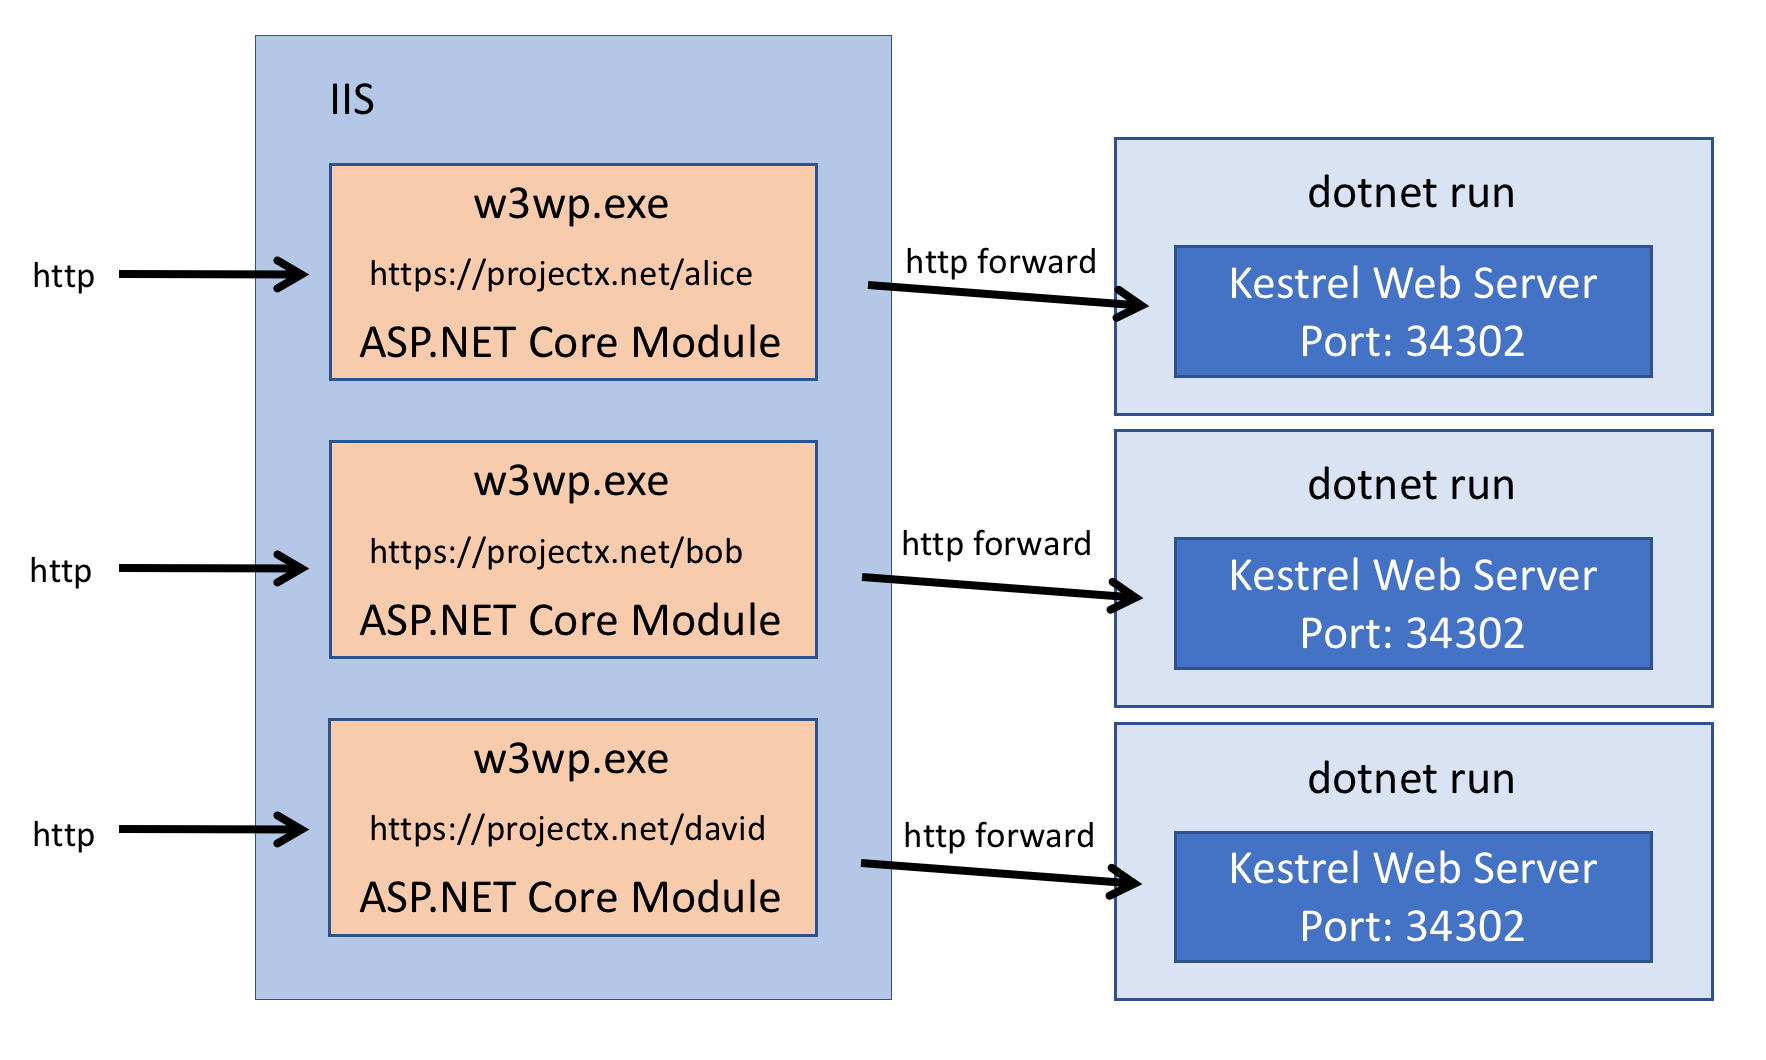 IIS
http
w3wp.exe
https://projectx.net/alice
ASP.NET Core Module
http forward
dotnet run
Kestrel Web Server
Port: 34302
http
w3wp.exe
https://projectx.net/bob
ASP.NET Core Module
http forward
dotnet run
Kestrel Web Server
Port: 34302
http
w3wp.exe
https://projectx.net/david
ASP.NET Core Module
http forward
dotnet run
Kestrel Web Server
Port: 34302